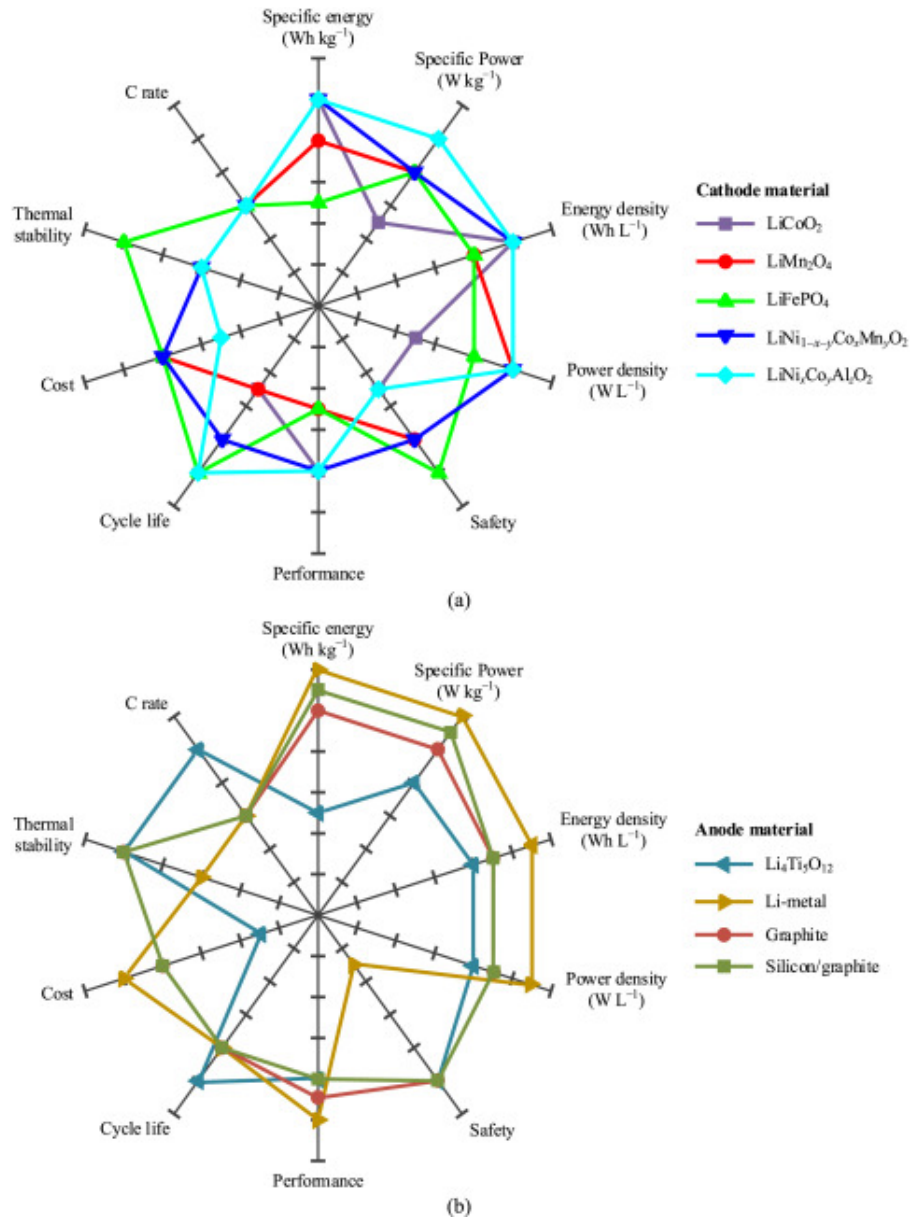 Specific energy
(Wh kg⁻¹)
Specific Power
(W kg⁻¹)
C rate
Thermal
stability
Energy density
(Wh L⁻¹)
Cost
Power density
(W L⁻¹)
Cycle life
Safety
Performance
Cathode material
LiCoO₂
LiMn₂O₄
LiFePO₄
LiNi₁₋ₓ₋ᵧCoₓMnᵧO₂
LiNiₓCoᵧAl₂O₂
(a)
Specific energy
(Wh kg⁻¹)
Specific Power
(W kg⁻¹)
C rate
Thermal
stability
Energy density
(Wh L⁻¹)
Cost
Power density
(W L⁻¹)
Cycle life
Safety
Performance
Anode material
Li₄Ti₅O₁₂
Li-metal
Graphite
Silicon/graphite
(b)